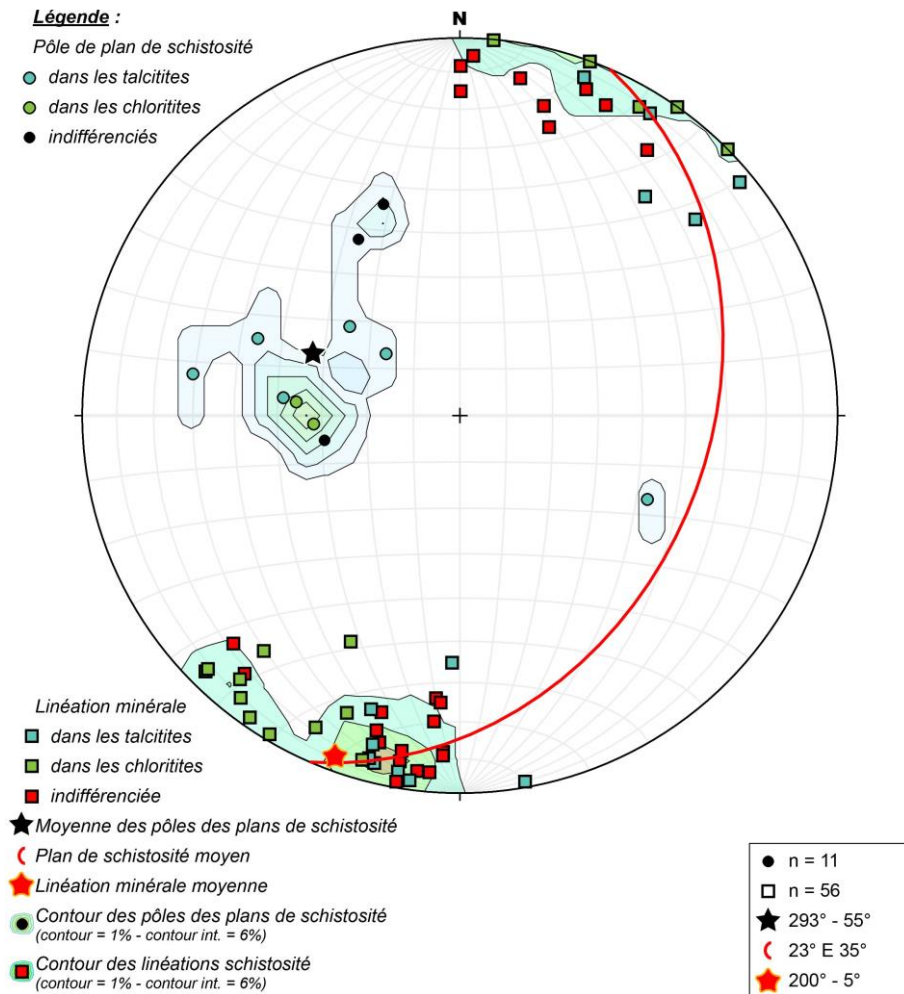 Légende :
N
Pôle de plan de schistosité
dans les talcitites
dans les chloritites
indifférenciés
Linéation minérale
dans les talcitites
dans les chloritites
indifférenciée
Moyenne des pôles des plans de schistosité
Plan de schistosité moyen
Linéation minérale moyenne
Contour des pôles des plans de schistosité
(contour = 1% - contour int. = 6%)
Contour des linéations schistosité
(contour = 1% - contour int. = 6%)
n = 11
n = 56
293° - 55°
23° E 35°
200° - 5°